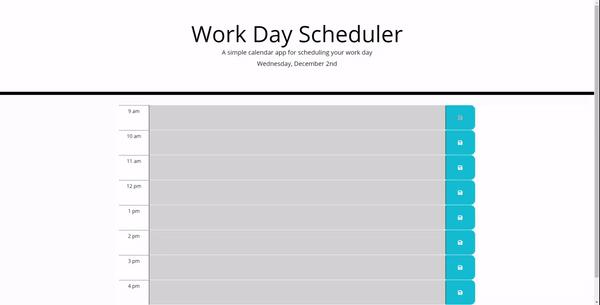 Work Day Scheduler
A simple calendar app for scheduling your work day
Wednesday, December 2nd
9 am
10 am
11 am
12 pm
1 pm
2 pm
3 pm
4 pm